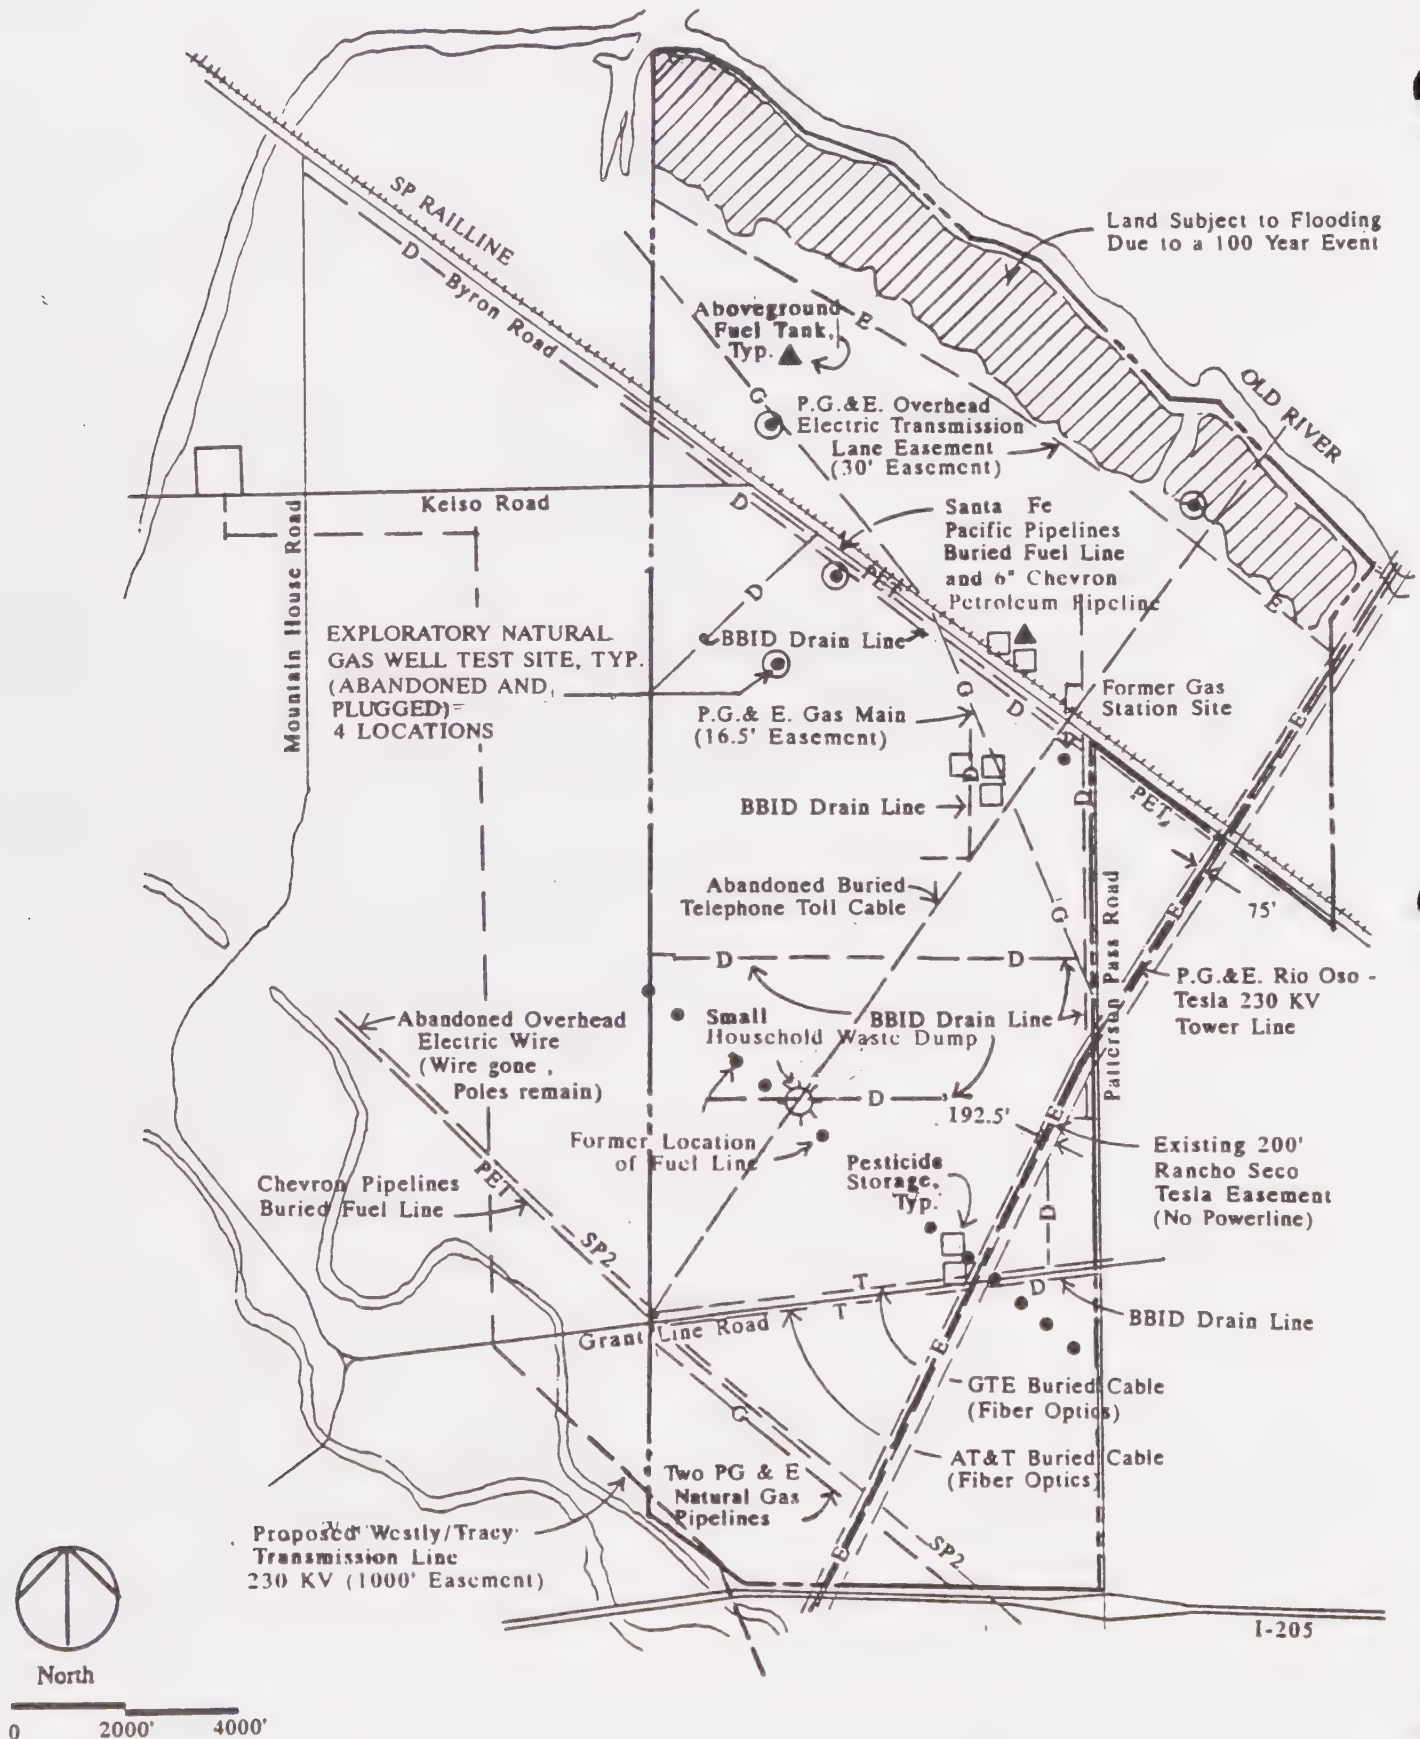 SP RAILLINE
D
Byron Road
Land Subject to Flooding
Due to a 100 Year Event
Aboveground
Fuel Tank,
Typ.
E
G
OLD RIVER
P.G.&E. Overhead
Electric Transmission
Lane Easement
(30' Easement)
Kelso Road
D
Mountain House Road
Santa Fe
Pacific Pipelines
Buried Fuel Line
and 6" Chevron
Petroleum Pipeline
PET
D
E
EXPLORATORY NATURAL
GAS WELL TEST SITE, TYP.
(ABANDONED AND
PLUGGED)
4 LOCATIONS
BBID Drain Line
G
D
Former Gas
Station Site
E
P.G.& E. Gas Main
(16.5' Easement)
D
D
BBID Drain Line
D
PET
Abandoned Buried
Telephone Toll Cable
G
E
75'
Patterson Pass Road
D
D
P.G.&E. Rio Oso -
Tesla 230 KV
Tower Line
Abandoned Overhead
Electric Wire
(Wire gone ,
Poles remain)
Small
Household Waste Dump
BBID Drain Line
D
192.5'
E
Former Location
of Fuel Line
Existing 200'
Rancho Seco
Tesla Easement
(No Powerline)
Pesticide
Storage,
Typ.
Chevron Pipelines
Buried Fuel Line
PET
SP2
D
T
T
D
Grant Line Road
BBID Drain Line
E
GTE Buried Cable
(Fiber Optics)
G
AT&T Buried Cable
(Fiber Optics)
Two PG & E
Natural Gas
Pipelines
Proposed Westly/Tracy
Transmission Line
230 KV (1000' Easement)
E
SP2
I-205
North
0 2000' 4000'